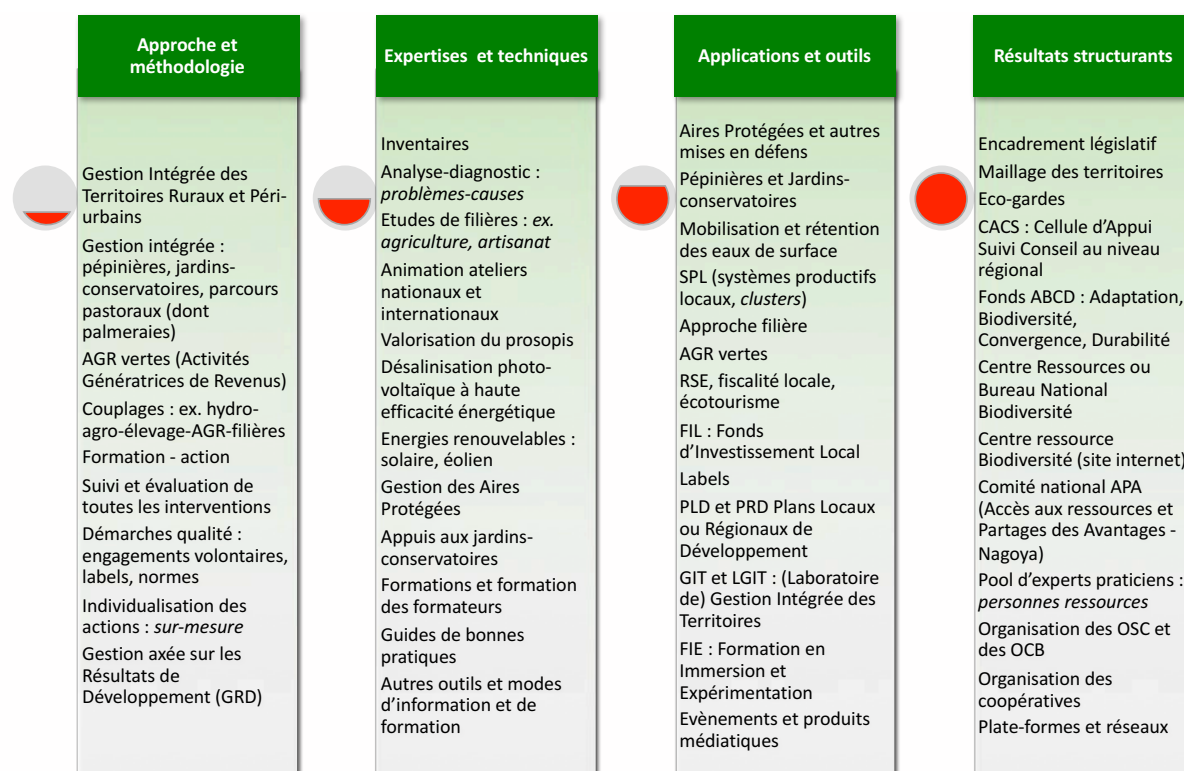 Approche et
méthodologie
Gestion Intégrée des
Territoires Ruraux et Péri-
urbains
Gestion intégrée :
pépinières, jardins-
conservatoires, parcours
pastoraux (dont
palmeraies)
AGR vertes (Activités
Génératrices de Revenus)
Couplages : ex. hydro-
agro-élevage-AGR-filières
Formation - action
Suivi et évaluation de
toutes les interventions
Démarches qualité :
engagements volontaires,
labels, normes
Individualisation des
actions : sur-mesure
Gestion axée sur les
Résultats de
Développement (GRD)
Expertises et techniques
Inventaires
Analyse-diagnostic :
problèmes-causes
Etudes de filières : ex.
agriculture, artisanat
Animation ateliers
nationaux et
internationaux
Valorisation du prosopis
Désalinisation photo-
voltaïque à haute
efficacité énergétique
Energies renouvelables :
solaire, éolien
Gestion des Aires
Protégées
Appuis aux jardins-
conservatoires
Formations et formation
des formateurs
Guides de bonnes
pratiques
Autres outils et modes
d'information et de
formation
Applications et outils
Aires Protégées et autres
mises en défens
Pépinières et Jardins-
conservatoires
Mobilisation et rétention
des eaux de surface
SPL (systèmes productifs
locaux, clusters)
Approche filière
AGR vertes
RSE, fiscalité locale,
écotourisme
FIL : Fonds
d'Investissement Local
Labels
PLD et PRD Plans Locaux
ou Régionaux de
Développement
GIT et LGIT : (Laboratoire
de) Gestion Intégrée des
Territoires
FIE : Formation en
Immersion et
Expérimentation
Evènements et produits
médiatiques
Résultats structurants
Encadrement législatif
Maillage des territoires
Eco-gardes
CACS : Cellule d'Appui
Suivi Conseil au niveau
régional
Fonds ABCD : Adaptation,
Biodiversité,
Convergence, Durabilité
Centre Ressources ou
Bureau National
Biodiversité
Centre ressource
Biodiversité (site internet)
Comité national APA
(Accès aux ressources et
Partages des Avantages -
Nagoya)
Pool d'experts praticiens :
personnes ressources
Organisation des OSC et
des OCB
Organisation des
coopératives
Plate-formes et réseaux